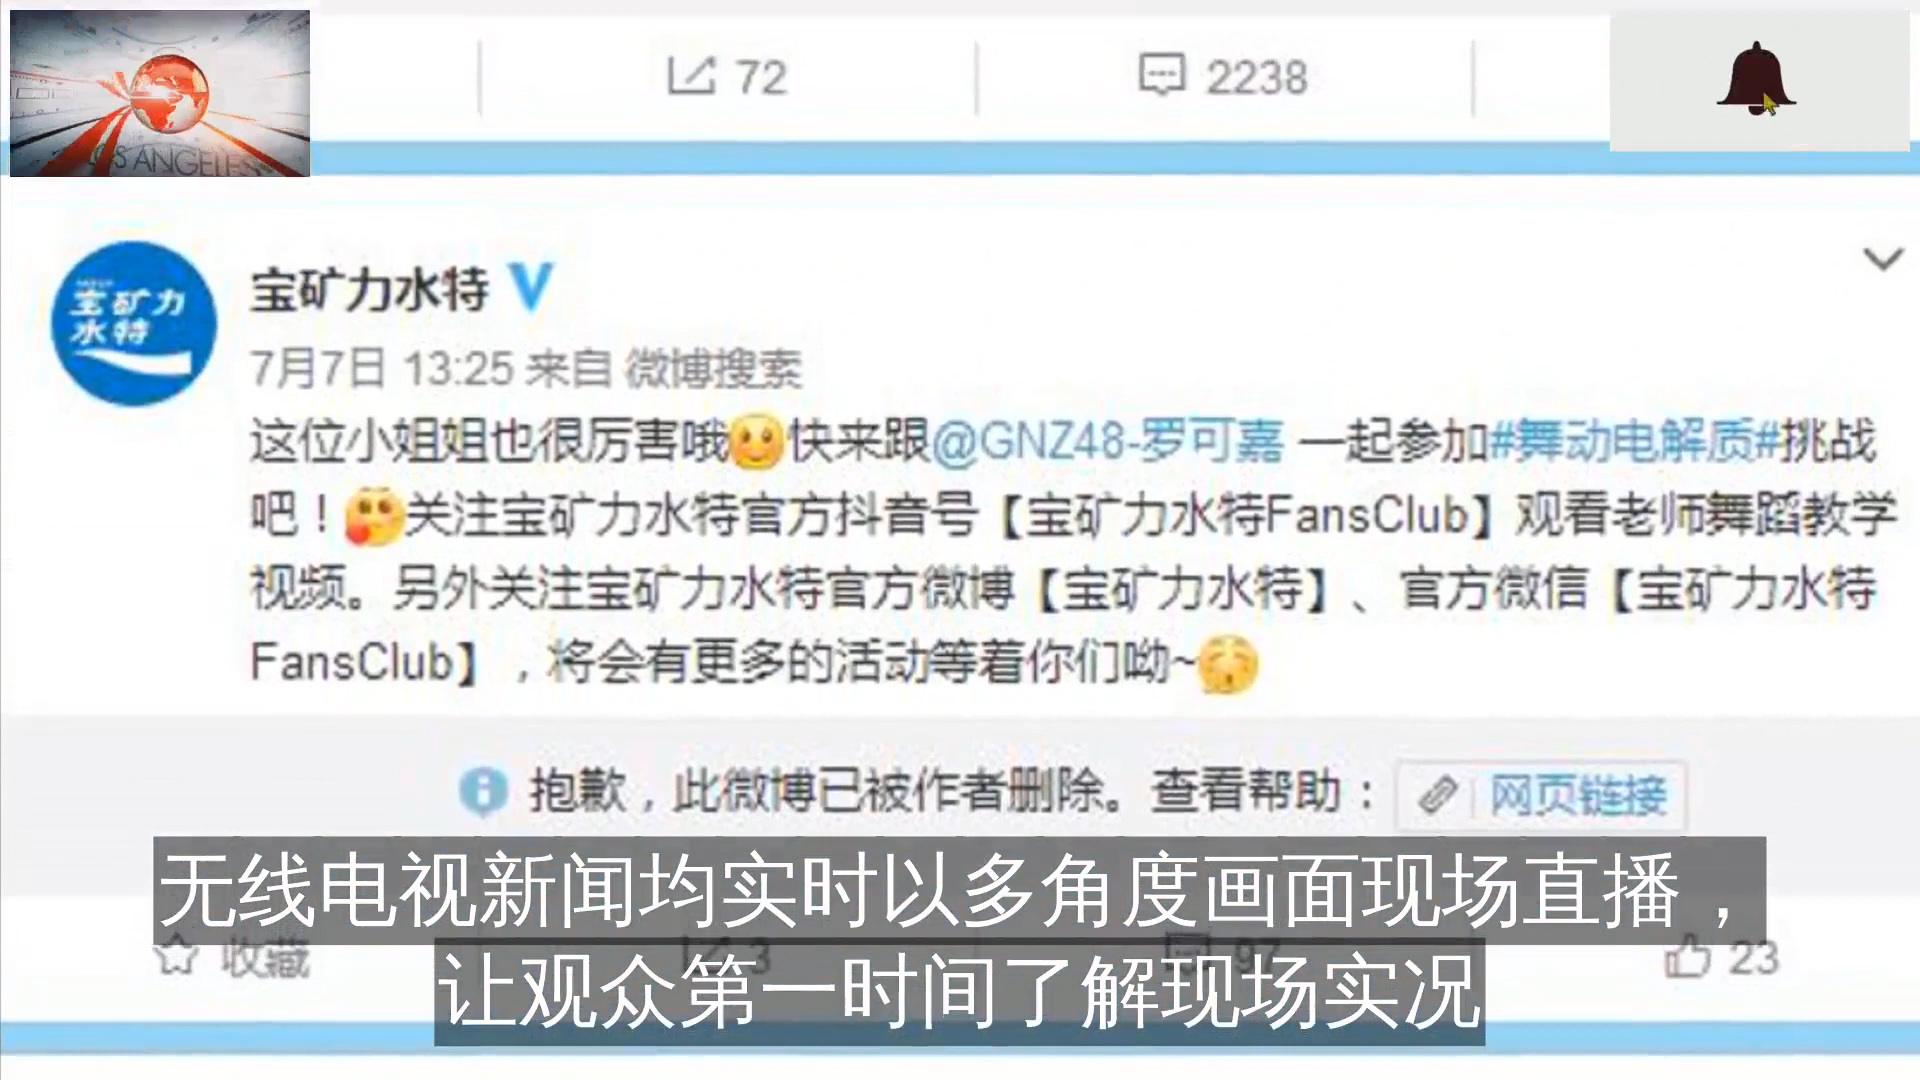 72
2238
LOS ANGELES
宝矿力
水特
宝矿力水特
7月7日 13:25 来自 微博搜索
这位小姐姐也很厉害哦快来跟@GNZ48-罗可嘉 一起参加#舞动电解质#挑战
吧！关注宝矿力水特官方抖音号【宝矿力水特FansClub】观看老师舞蹈教学
视频。另外关注宝矿力水特官方微博【宝矿力水特】、官方微信【宝矿力水特
FansClub】，将会有更多的活动等着你们呦~
抱歉，此微博已被作者删除。查看帮助： 网页链接
无线电视新闻均实时以多角度画面现场直播，
收藏
3
97
23
让观众第一时间了解现场实况